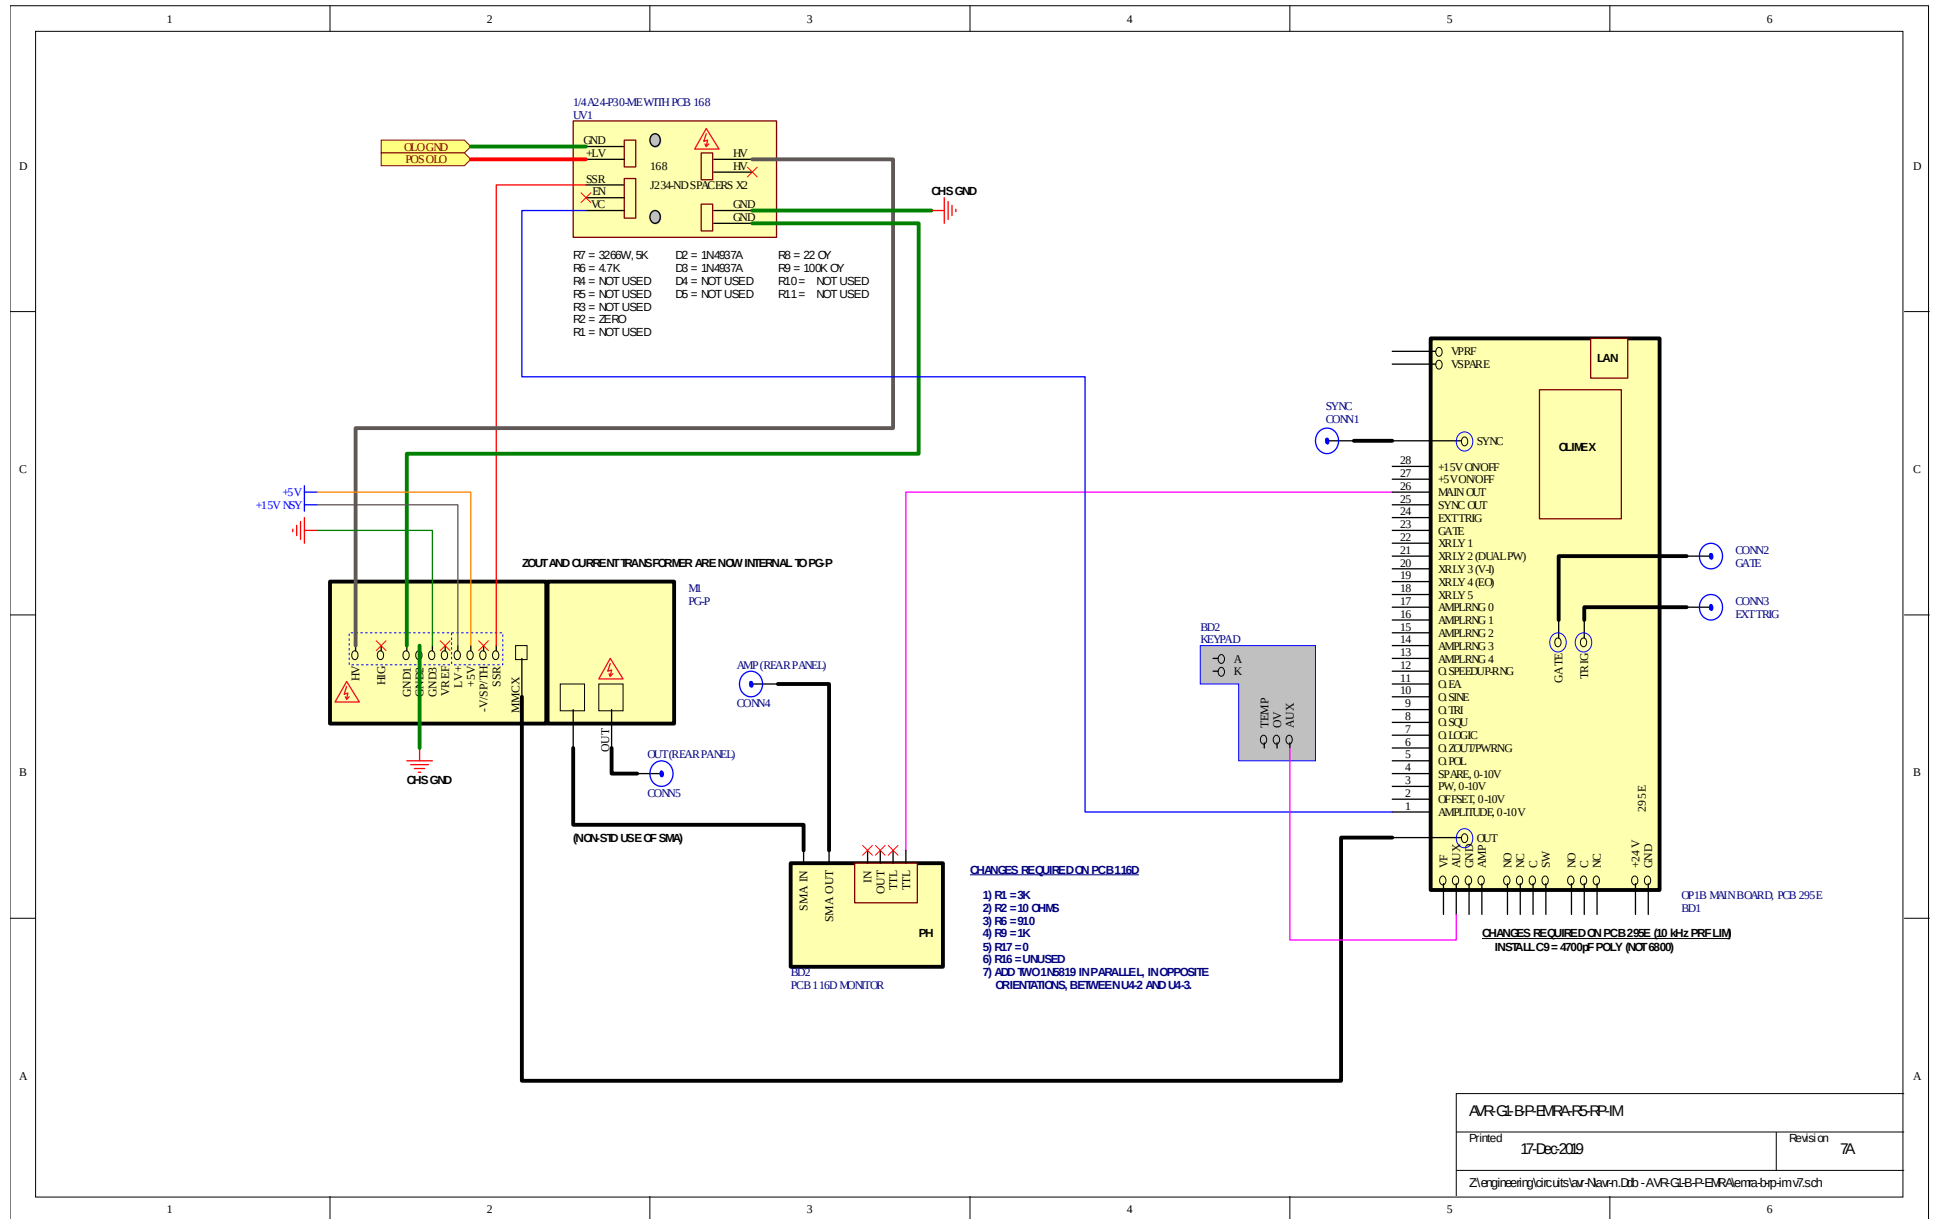 1 2 3 4 5 6
D D
C C
B B
A A
1/4 A24-P30-ME WITH PCB 168
UV1
OLO GND
POS OLO
GND
+LV
168
SSR
EN
VC
J234-ND SPACERS X2
HV
HV
GND
GND
CHS GND
R7 = 3266W, 5K D2 = 1N4937A R8 = 22 OY
R6 = 4.7K D3 = 1N4937A R9 = 100K OY
R4 = NOT USED D4 = NOT USED R10 = NOT USED
R5 = NOT USED D5 = NOT USED R11 = NOT USED
R3 = NOT USED
R2 = ZERO
R1 = NOT USED
+5V
+15V NSY
ZOUT AND CURRENT TRANSFORMER ARE NOW INTERNAL TO PG-P
M1
PG-P
HV
HIG
GND1
GND2
GND3
VREF
LV+
+5V
-V/SP/TH
SSR
MMCX
OUT
CHS GND
AMP (REAR PANEL)
CONN4
OUT (REAR PANEL)
CONN5
(NON-STD USE OF SMA)
SMA IN
SMA OUT
IN
OUT
TTL
TTL
PH
BD2
PCB 116D MONITOR
CHANGES REQUIRED ON PCB 116D
1) R1 = 3K
2) R2 = 10 OHMS
3) R6 = 910
4) R9 = 1K
5) R17 = 0
6) R16 = UNUSED
7) ADD TWO 1N5819 IN PARALLEL, IN OPPOSITE
ORIENTATIONS, BETWEEN U4-2 AND U4-3.
BD2
KEYPAD
A
K
TEMP
OV
AUX
SYNC
CONN1
VPRF
VSPARE
LAN
OLIMEX
SYNC
28 +15V ON/OFF
27 +5V ON/OFF
26 MAIN OUT
25 SYNC OUT
24 EXT TRIG
23 GATE
22 XRLY 1
21 XRLY 2 (DUAL PW)
20 XRLY 3 (V-I)
19 XRLY 4 (EO)
18 XRLY 5
17 AMPLRNG 0
16 AMPLRNG 1
15 AMPLRNG 2
14 AMPLRNG 3
13 AMPLRNG 4
12 O. SPEEDUP-RNG
11 O. EA
10 O. SINE
9 O. TRI
8 O. SQU
7 O. LOGIC
6 O. ZOUT/PWRNG
5 O. POL
4 SPARE, 0-10V
3 PW, 0-10V
2 OFFSET, 0-10V
1 AMPLITUDE, 0-10V
OUT
GATE
TRIG
CONN2
GATE
CONN3
EXT TRIG
295E
VF
AUX
GND
AMP
NO
NC
C
SW
NO
C
NC
+24 V
GND
OP1B MAIN BOARD, PCB 295E
BD1
CHANGES REQUIRED ON PCB 295E (10 kHz PRF LIM)
INSTALL C9 = 4700pF POLY (NOT 6800)
AVR-G1-B-P-EMRA-R5-RP-IM
Printed 17-Dec-2019 Revision 7A
Z:\engineering\circuits\avr-Navr-n.Ddb - AVR-G1-B-P-EMRA\emra-b-rp-im v7.sch
1 2 3 4 5 6